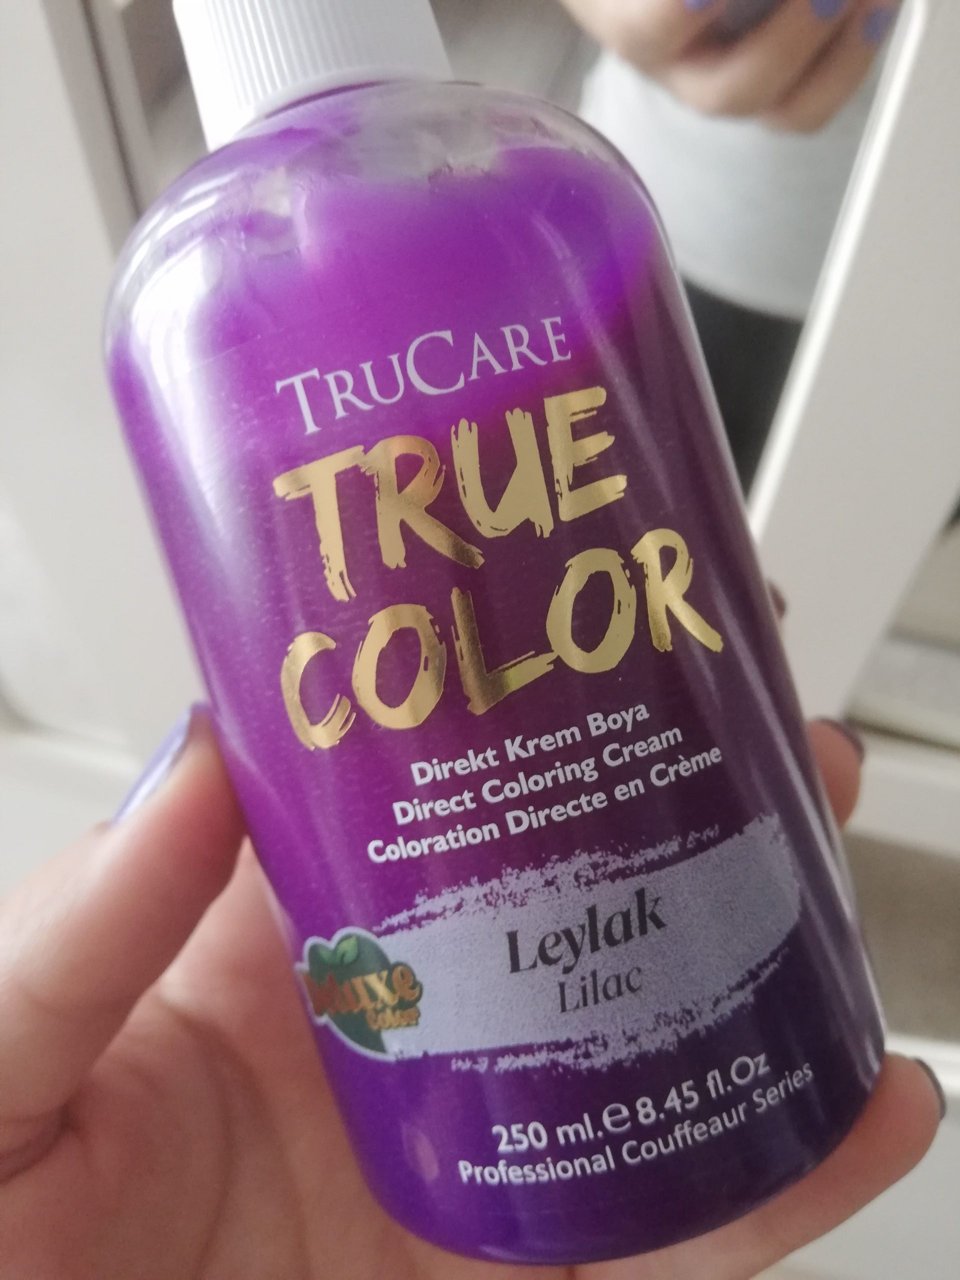 TRUCARE
TRUE
COLOR
Direkt Krem Boya
Direct Coloring Cream
Coloration Directe en Crème
Leylak
Lilac
Color
250 ml.e 8.45 fl.Oz
Professional Couffeaur Series